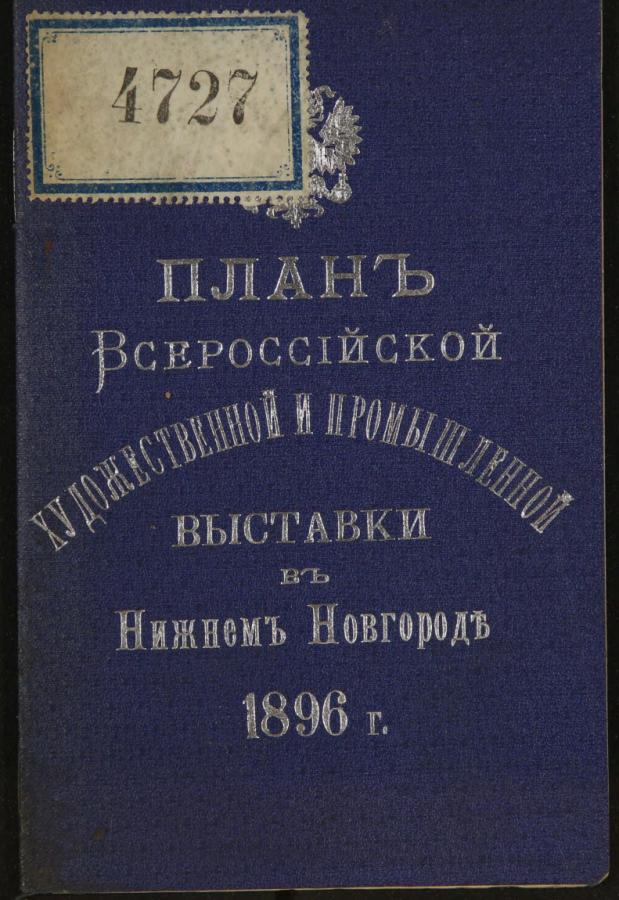 4727
ПЛАНЪ
ВСЕРОССІЙСКОЙ
ХУДОЖЕСТВЕННОЙ И ПРОМЫШЛЕННОЙ
ВЫСТАВКИ
ВЪ
НИЖНЕМЪ НОВГОРОДѢ
1896 г.